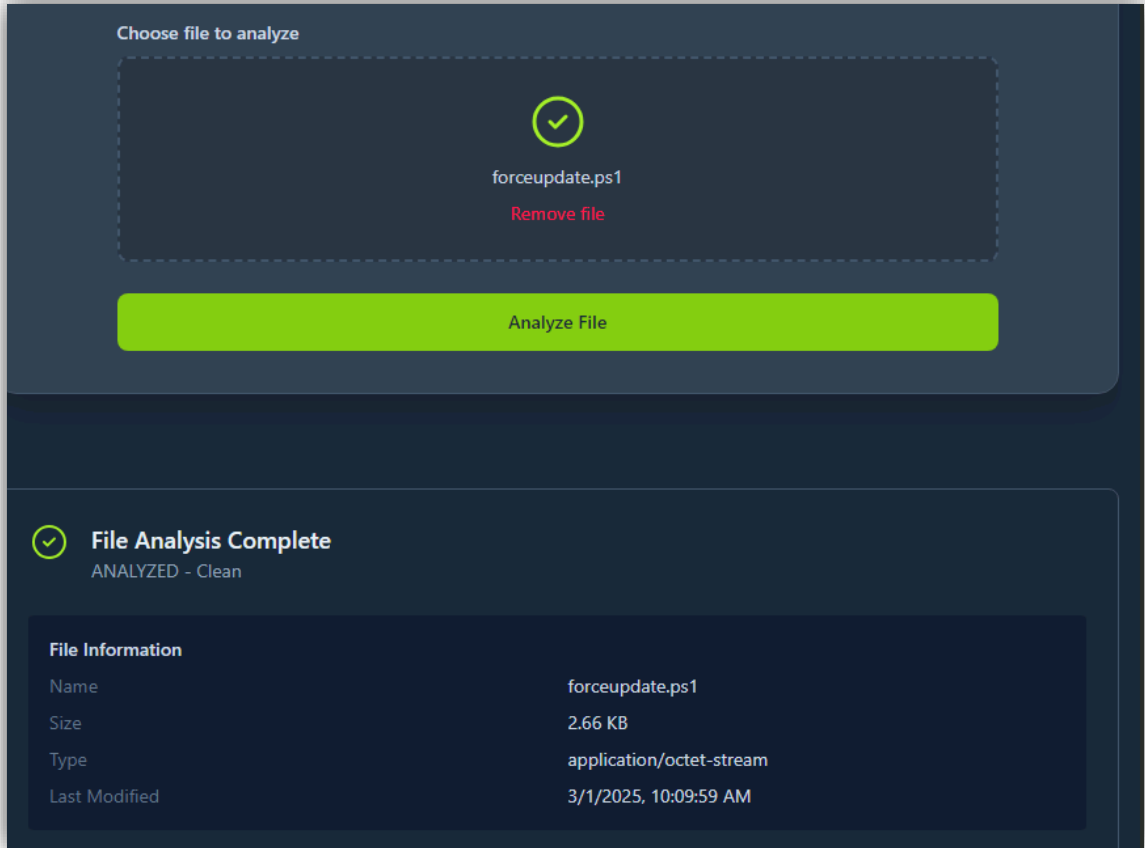 Choose file to analyze
forceupdate.ps1
Remove file
Analyze File
File Analysis Complete
ANALYZED - Clean
File Information
Name forceupdate.ps1
Size 2.66 KB
Type application/octet-stream
Last Modified 3/1/2025, 10:09:59 AM